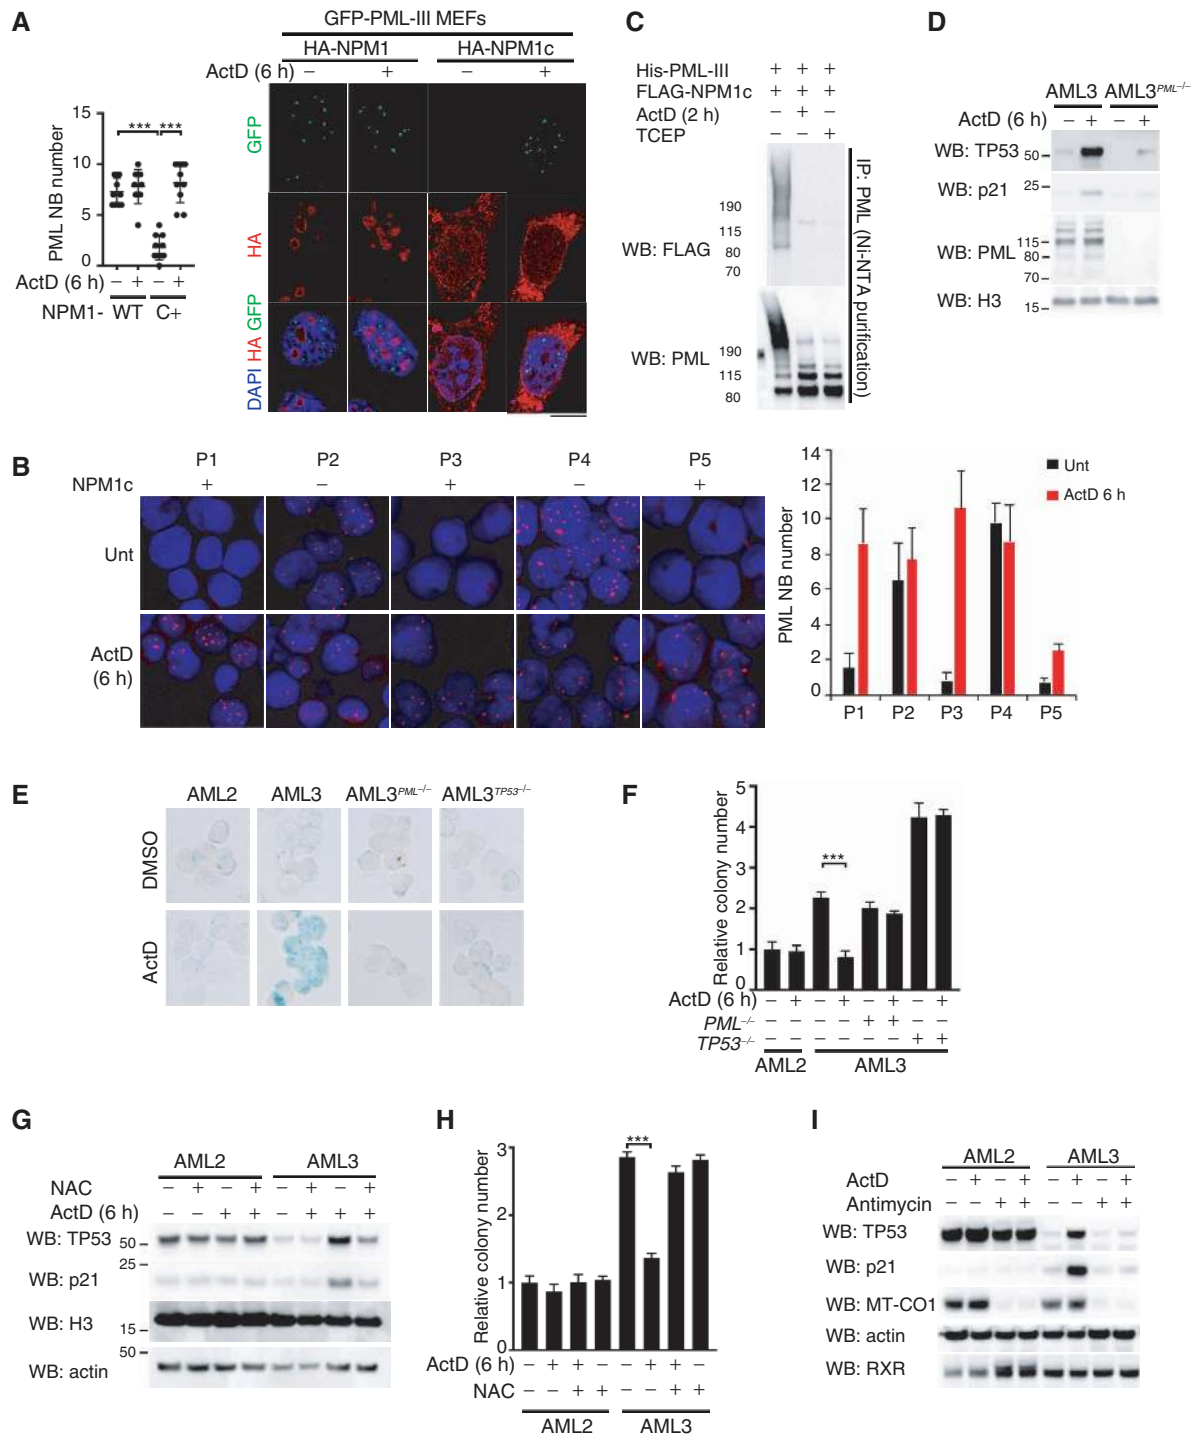 A
GFP-PML-III MEFs
HA-NPM1 HA-NPM1c
ActD (6 h) – + – +
GFP
HA
DAPI HA GFP
PML NB number
15
10
5
0
*** ***
ActD (6 h) – + – +
NPM1- WT C+
C
His-PML-III + + +
FLAG-NPM1c + + +
ActD (2 h) – + –
TCEP – – +
WB: FLAG
190
115
80
70
WB: PML
190
115
80
IP: PML (Ni-NTA purification)
D
AML3 AML3PML–/–
ActD (6 h) – + – +
WB: TP53 50
WB: p21 25
WB: PML 115
80
70
WB: H3 15
B
P1 P2 P3 P4 P5
NPM1c + – + – +
Unt
ActD
(6 h)
PML NB number
14
12
10
8
6
4
2
0
P1 P2 P3 P4 P5
Unt
ActD 6 h
E
AML2 AML3 AML3PML–/– AML3TP53–/–
DMSO
ActD
F
Relative colony number
5
4
3
2
1
0
***
ActD (6 h) – + – + – + – +
PML–/– – – – – + + – –
TP53–/– – – – – – – + +
AML2 AML3
G
AML2 AML3
NAC – + – + – + – +
ActD (6 h) – – + + – + + +
WB: TP53 50
25
WB: p21
WB: H3
15
50
WB: actin
H
Relative colony number
3
2
1
0
***
ActD (6 h) – + + – – + + –
NAC – – + + – – + +
AML2 AML3
I
AML2 AML3
ActD – + – + – + – +
Antimycin – – + + – – + +
WB: TP53
WB: p21
WB: MT-CO1
WB: actin
WB: RXR